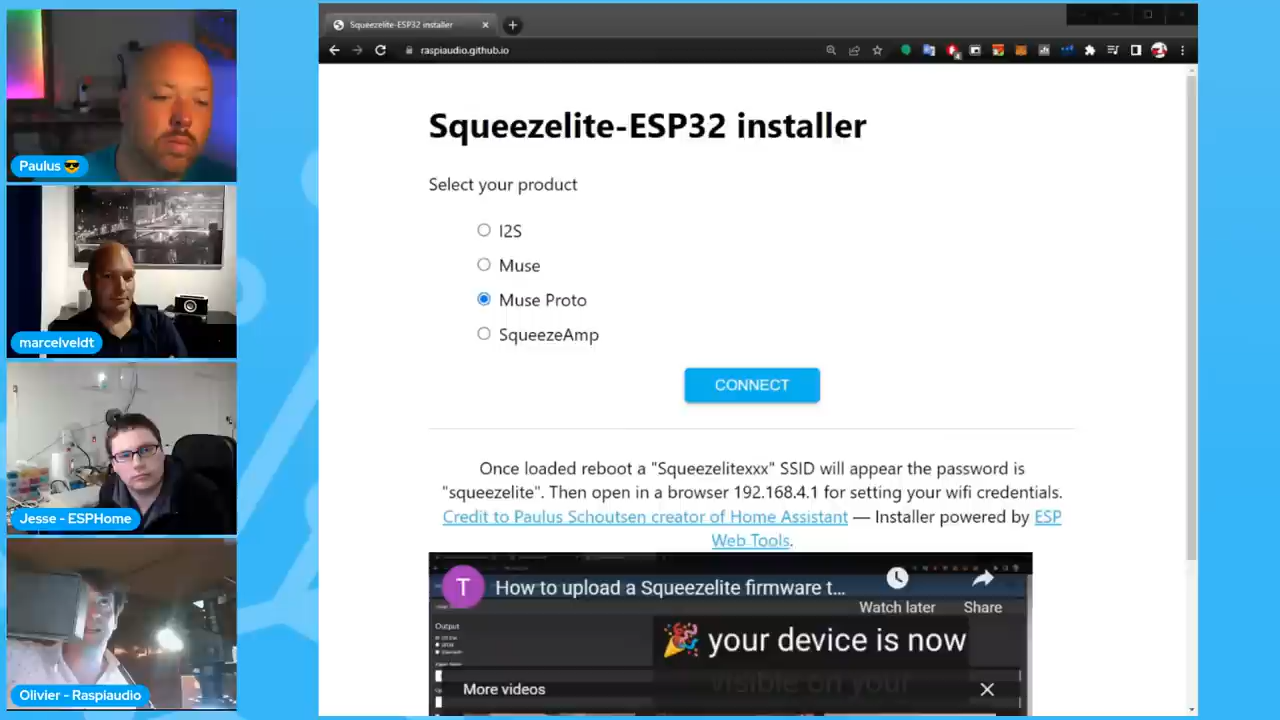 Paulus 😎
marcelveldt
Jesse - ESPHome
Olivier - Raspiaudio
Squeezelite-ESP32 installer
raspiaudio.github.io
Squeezelite-ESP32 installer
Select your product
I2S
Muse
Muse Proto
SqueezeAmp
CONNECT
Once loaded reboot a "Squeezelitexxx" SSID will appear the password is
"squeezelite". Then open in a browser 192.168.4.1 for setting your wifi credentials.
Credit to Paulus Schoutsen creator of Home Assistant — Installer powered by ESP
Web Tools.
T
How to upload a Squeezelite firmware t...
Watch later
Share
Output
🎉 your device is now
visible on your
More videos